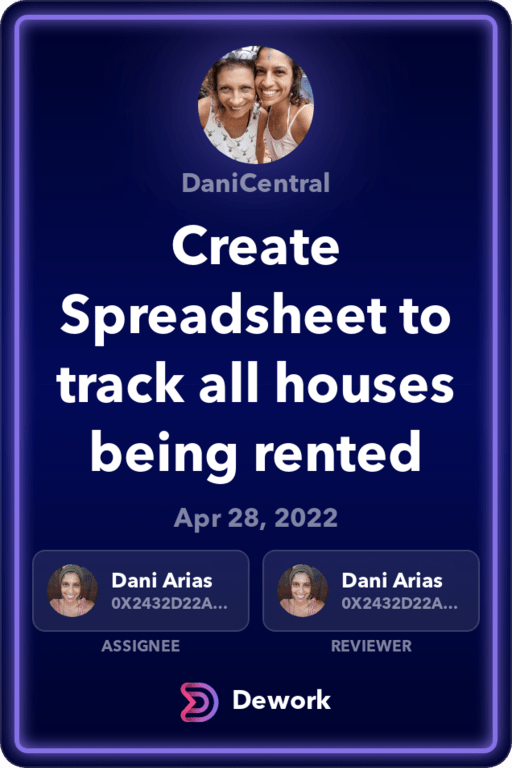 DaniCentral
Create
Spreadsheet to
track all houses
being rented
Apr 28, 2022
Dani Arias
0X2432D22A...
ASSIGNEE
Dani Arias
0X2432D22A...
REVIEWER
Dework